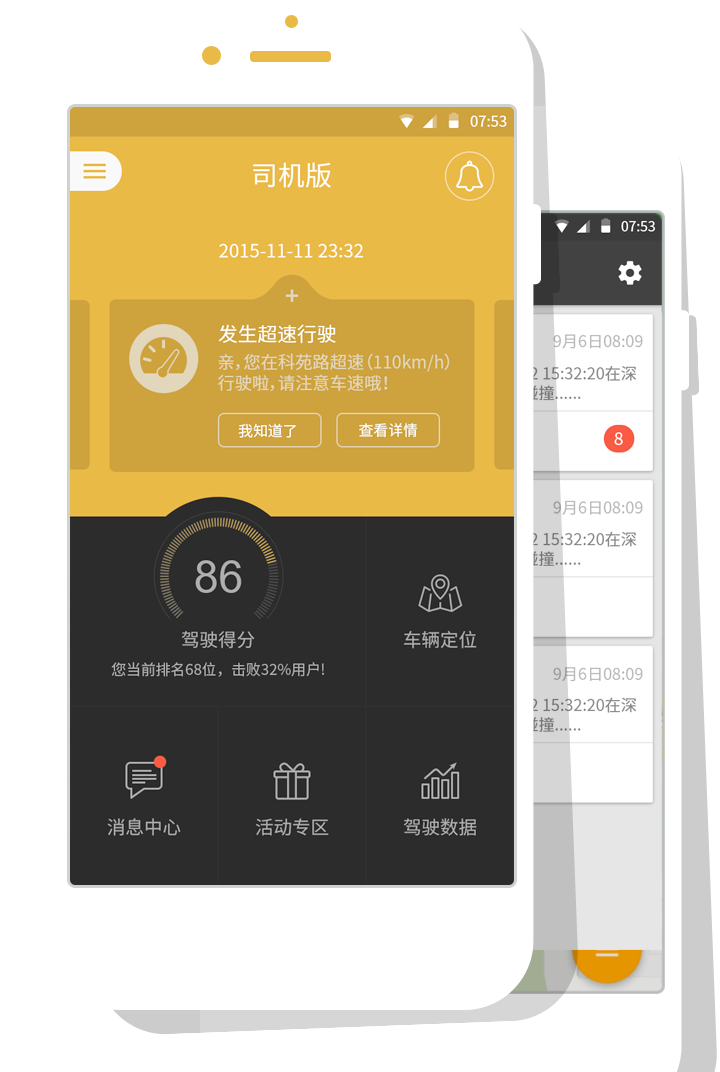 07:53
司机版
2015-11-11 23:32
+
发生超速行驶
亲，您在科苑路超速（110km/h）
行驶啦，请注意车速哦！
我知道了
查看详情
86
驾驶得分
您当前排名68位，击败32%用户!
车辆定位
消息中心
活动专区
驾驶数据
07:53
9月6日08:09
2 15:32:20在深
碰撞......
8
9月6日08:09
2 15:32:20在深
碰撞......
9月6日08:09
2 15:32:20在深
碰撞......